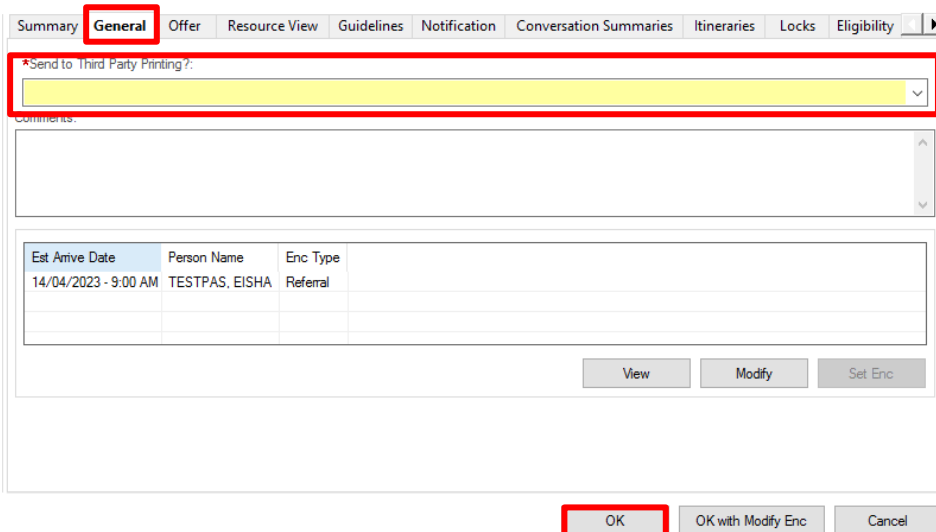 Summary General Offer Resource View Guidelines Notification Conversation Summaries Itineraries Locks Eligibility
*Send to Third Party Printing?:
Comments:
Est Arrive Date Person Name Enc Type
14/04/2023 - 9:00 AM TESTPAS, EISHA Referral
View Modify Set Enc
OK OK with Modify Enc Cancel